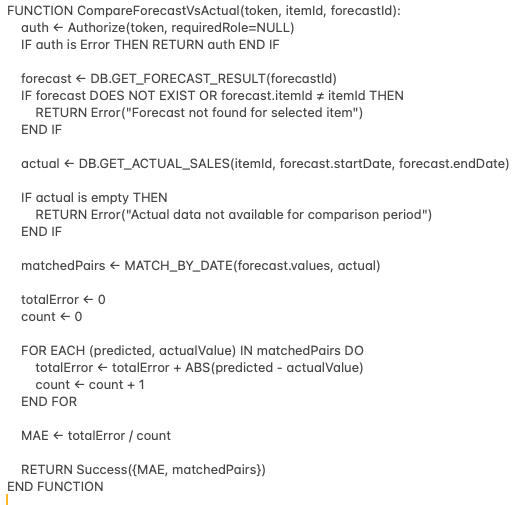 FUNCTION CompareForecastVsActual(token, itemId, forecastId):
auth ← Authorize(token, requiredRole=NULL)
IF auth is Error THEN RETURN auth END IF
forecast ← DB.GET_FORECAST_RESULT(forecastId)
IF forecast DOES NOT EXIST OR forecast.itemId ≠ itemId THEN
RETURN Error("Forecast not found for selected item")
END IF
actual ← DB.GET_ACTUAL_SALES(itemId, forecast.startDate, forecast.endDate)
IF actual is empty THEN
RETURN Error("Actual data not available for comparison period")
END IF
matchedPairs ← MATCH_BY_DATE(forecast.values, actual)
totalError ← 0
count ← 0
FOR EACH (predicted, actualValue) IN matchedPairs DO
totalError ← totalError + ABS(predicted - actualValue)
count ← count + 1
END FOR
MAE ← totalError / count
RETURN Success({MAE, matchedPairs})
END FUNCTION